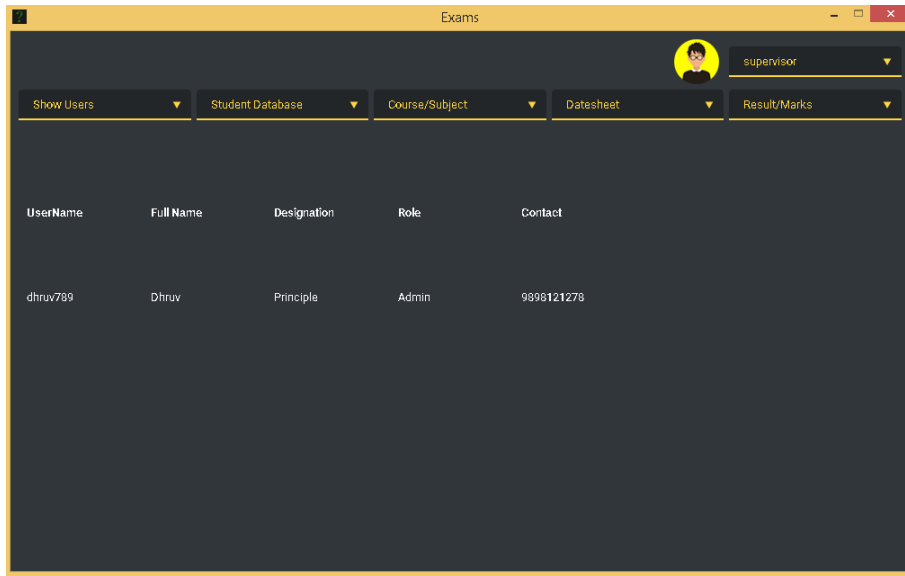 Exams
supervisor
Show Users Student Database Course/Subject Datesheet Result/Marks
UserName Full Name Designation Role Contact
dhruv789 Dhruv Principle Admin 9898121278